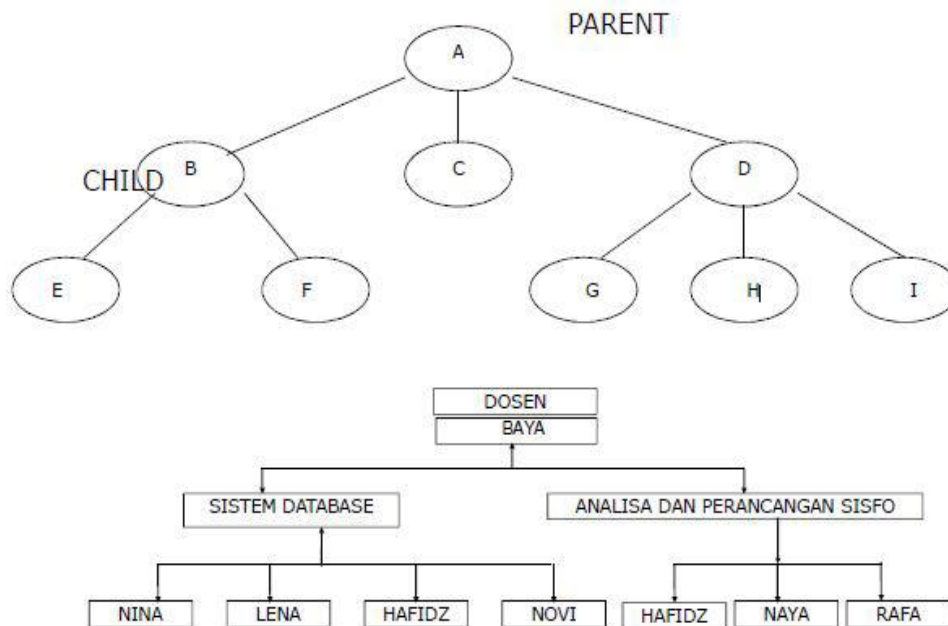 PARENT
A
B
C
D
CHILD
E
F
G
H
I
DOSEN
BAYA
SISTEM DATABASE
ANALISA DAN PERANCANGAN SISFO
NINA
LENA
HAFIDZ
NOVI
HAFIDZ
NAYA
RAFA